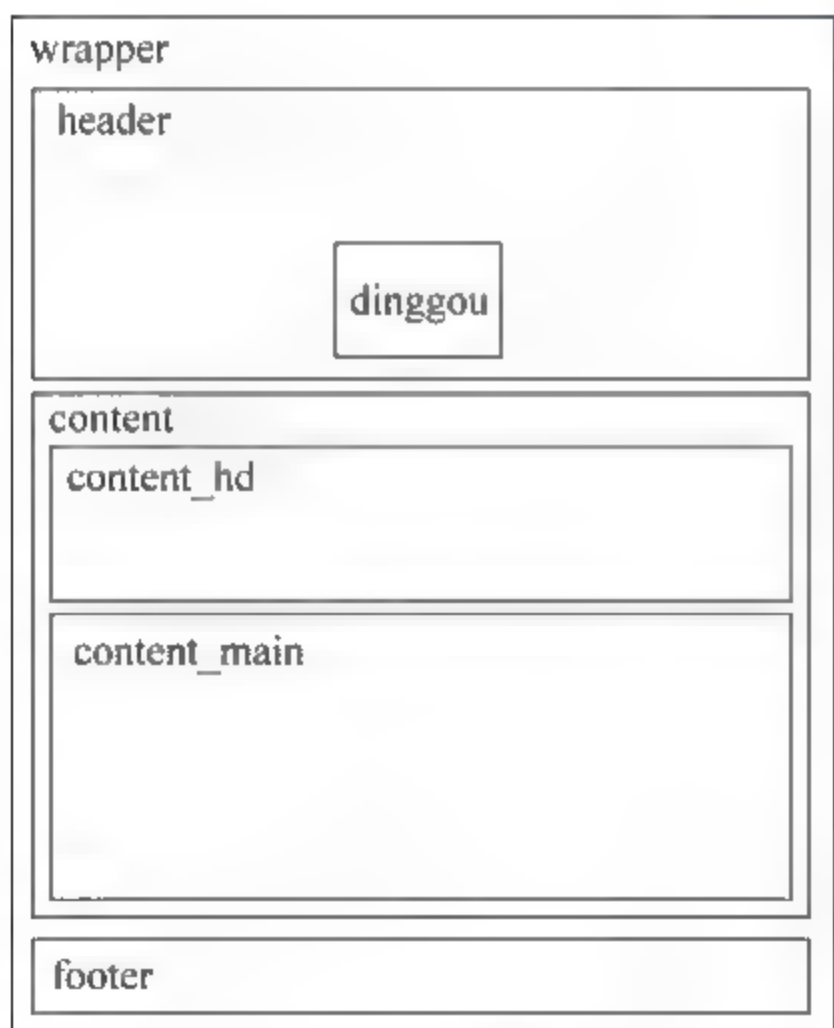 wrapper
header
dinggou
content
content_hd
content_main
footer